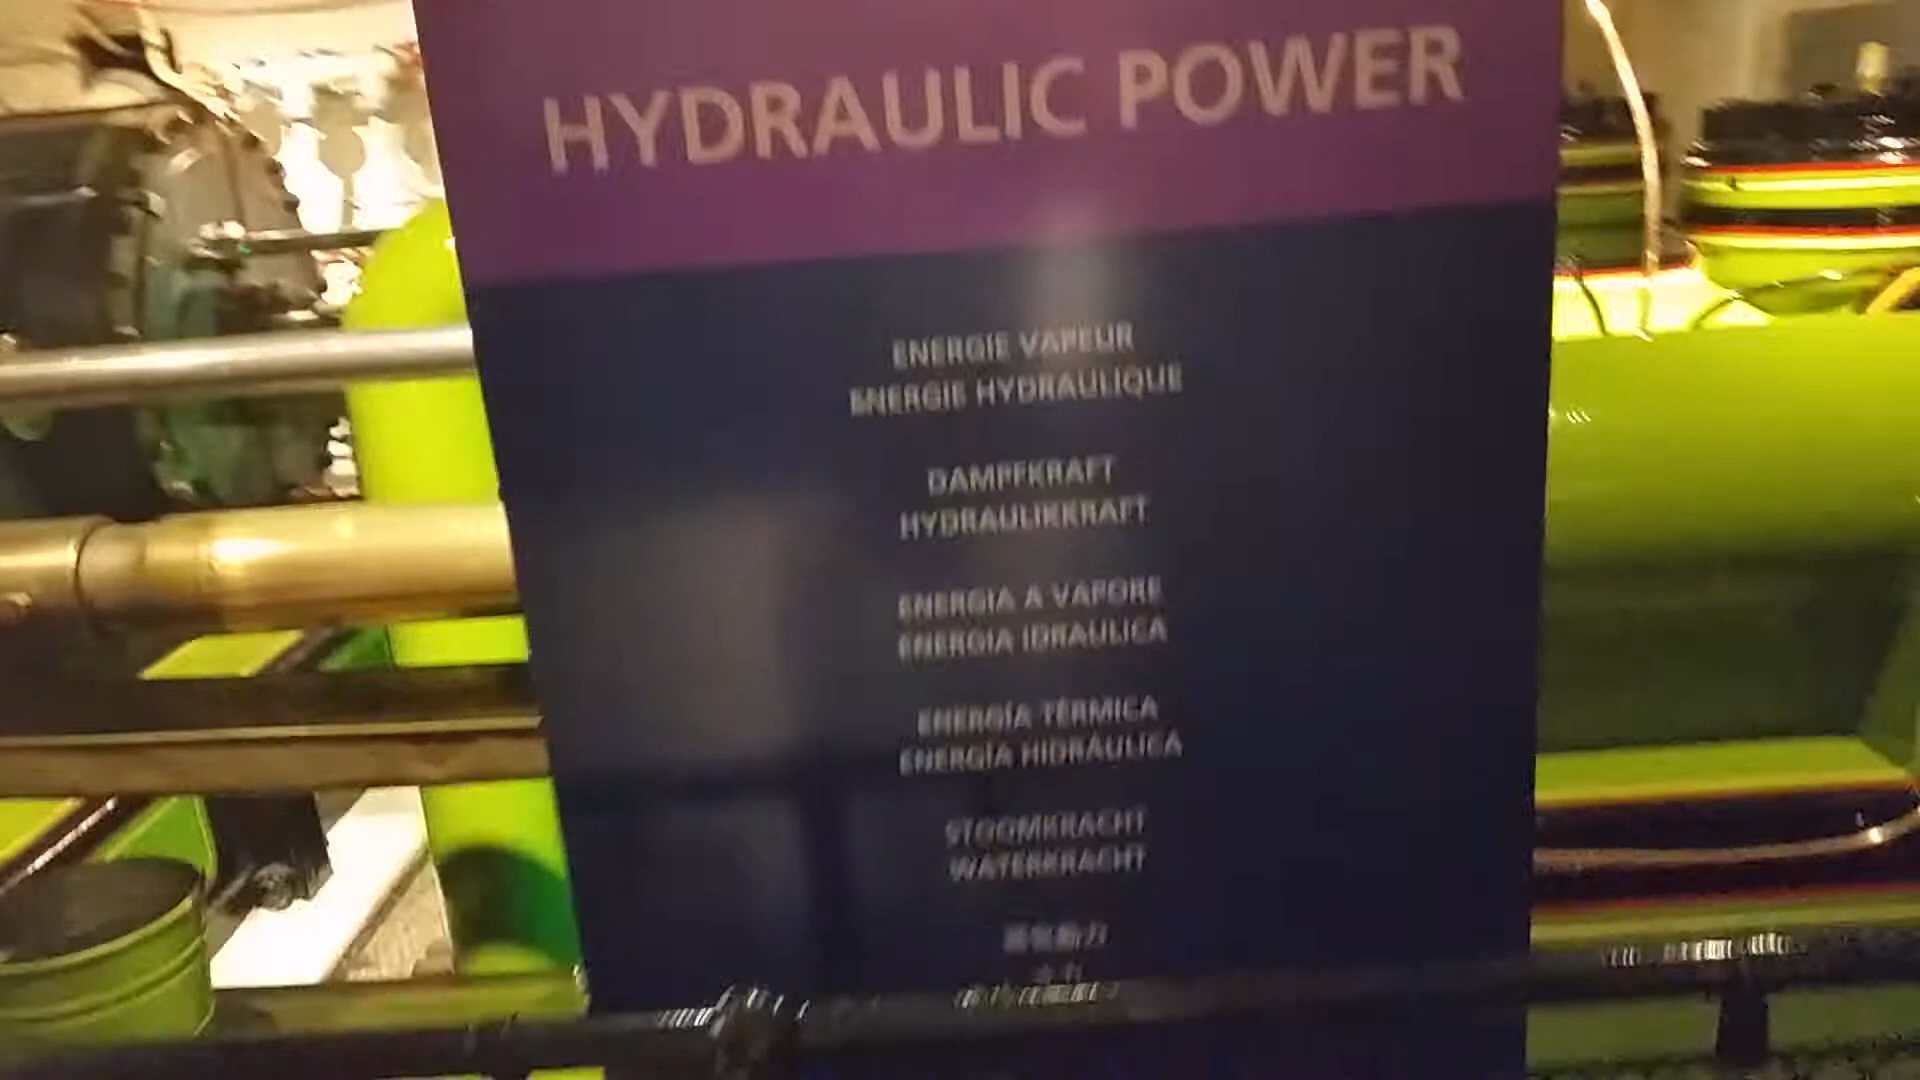 HYDRAULIC POWER
ENERGIE VAPEUR
ENERGIE HYDRAULIQUE
DAMPFKRAFT
HYDRAULIKKRAFT
ENERGIA A VAPORE
ENERGIA IDRAULICA
ENERGÍA TÉRMICA
ENERGÍA HIDRÁULICA
STOOMKRACHT
WATERKRACHT